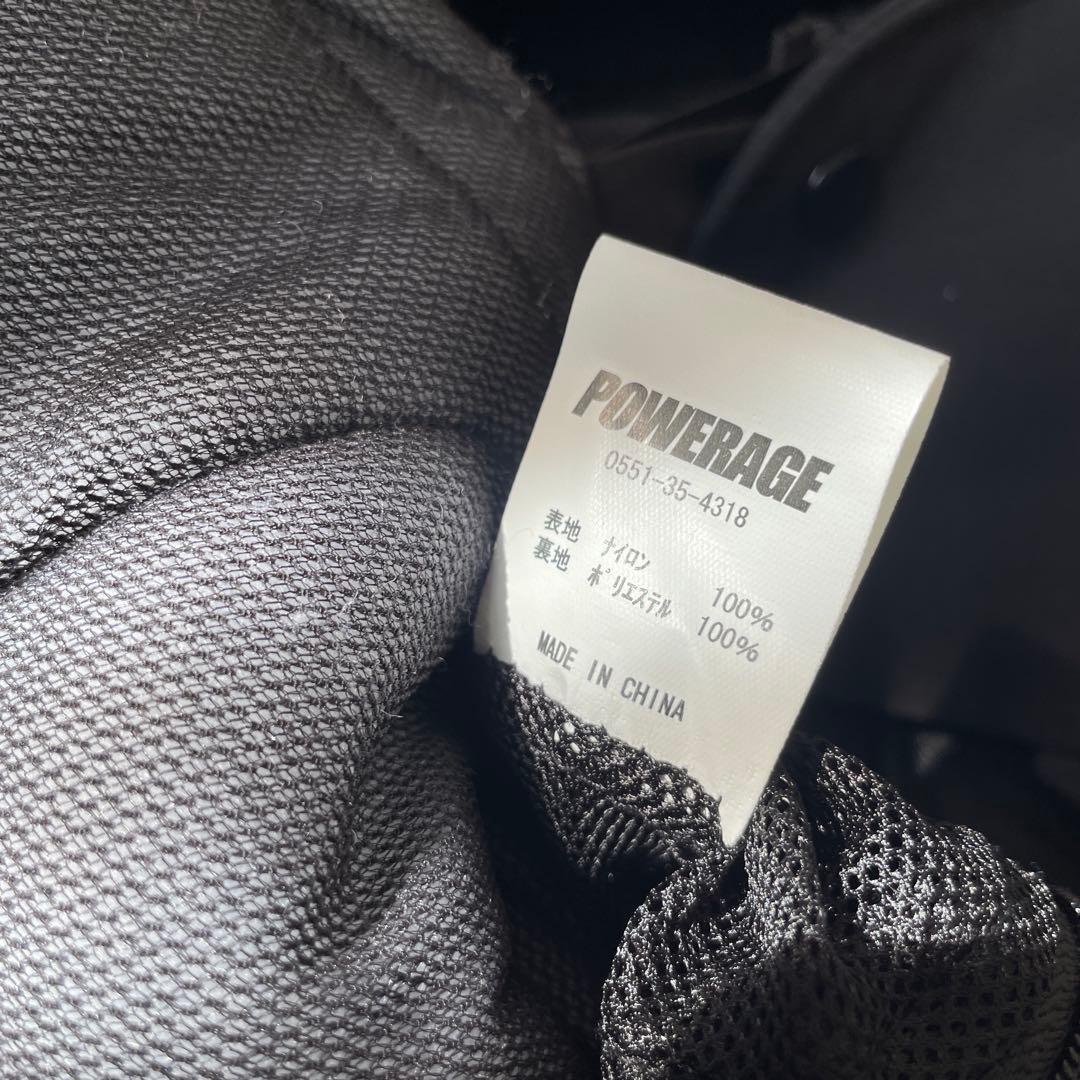 POWERAGE
0551-35-4318
表地 ナイロン 100%
裏地 ポリエステル 100%
MADE IN CHINA